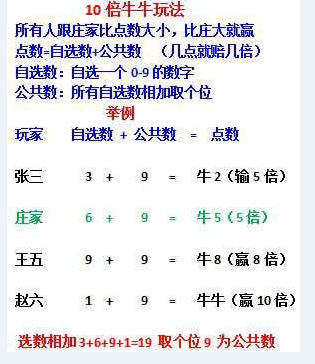 10 倍牛牛玩法
所有人跟庄家比点数大小，比庄大就赢
点数=自选数+公共数 （几点就赔几倍）
自选数：自选一个 0-9 的数字
公共数：所有自选数相加取个位
举例
玩家 自选数 + 公共数 = 点数
张三 3 + 9 = 牛 2（输 5 倍）
庄家 6 + 9 = 牛 5（5 倍）
王五 9 + 9 = 牛 8（赢 8 倍）
赵六 1 + 9 = 牛牛（赢 10 倍）
选数相加 3+6+9+1=19 取个位 9 为公共数